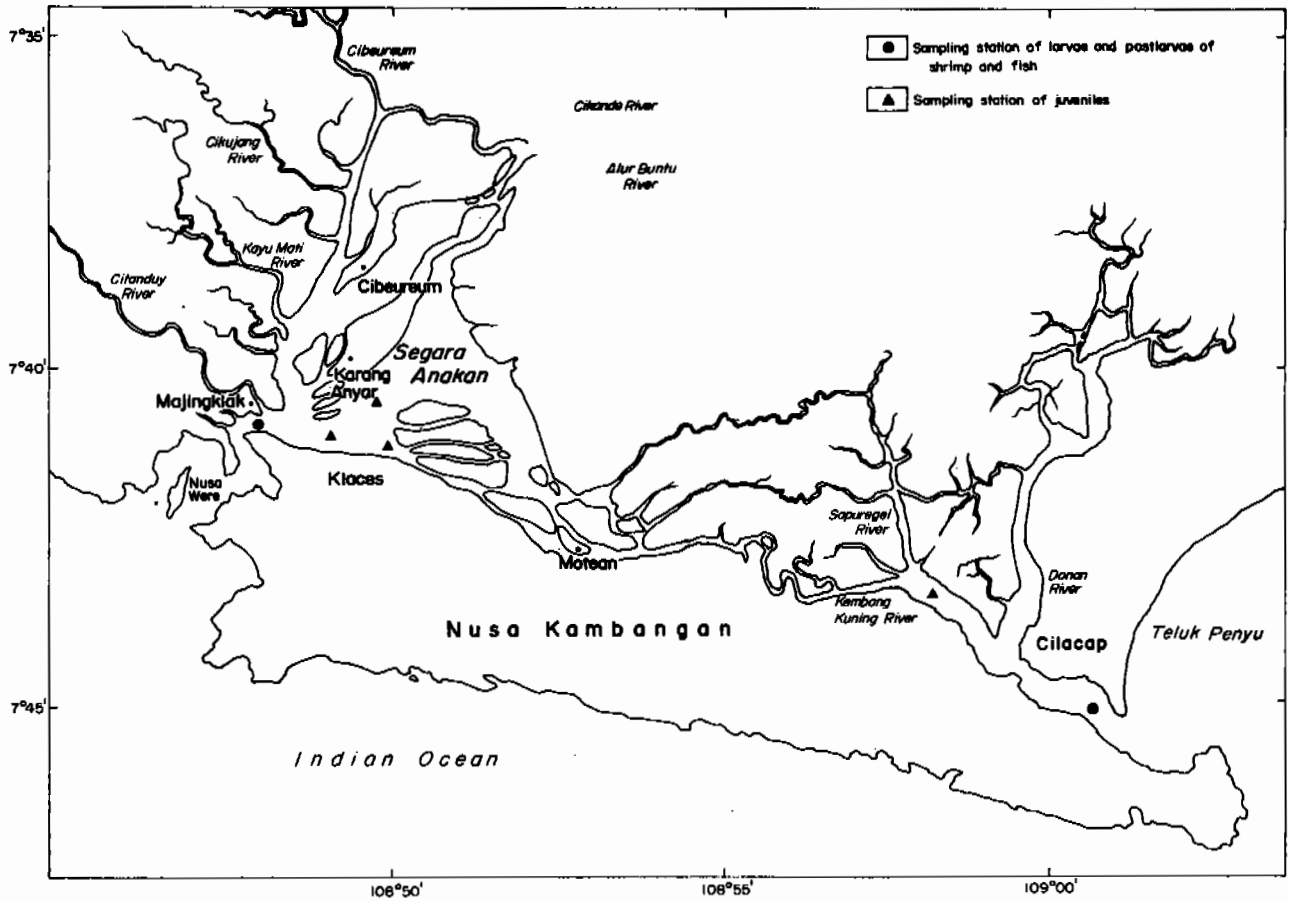 7°35'
Cibeureum
River
Sampling station of larvae and postlarvae of
shrimp and fish
Sampling station of juveniles
Cikande River
Cikujang
River
Alur Buntu
River
Kayu Mati
River
Citanduy
River
Cibeureum
Segara
Anakan
7°40'
Karang
Anyar
Majingklak
Klaces
Nusa
Were
Sapuregel
River
Motean
Donan
River
Kembang
Kuning River
Nusa Kambangan
Cilacap
Teluk Penyu
7°45'
Indian Ocean
108°50'
108°55'
109°00'